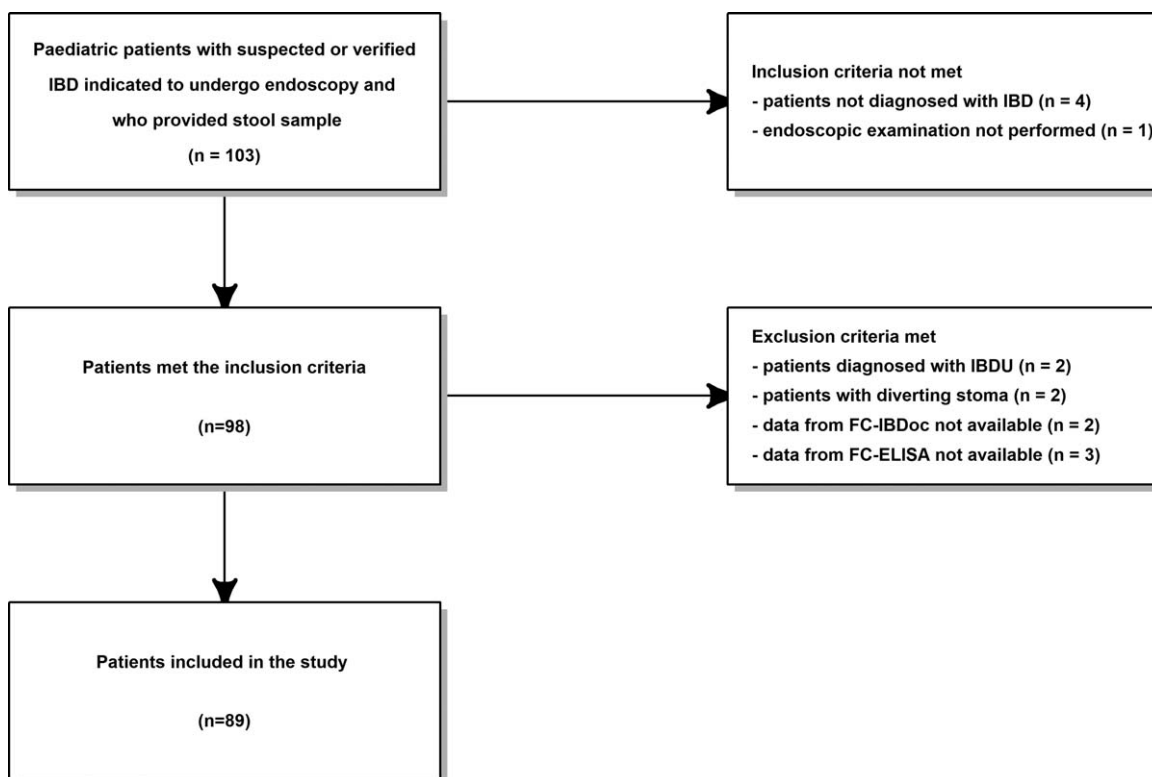 Paediatric patients with suspected or verified
IBD indicated to undergo endoscopy and
who provided stool sample
(n = 103)
Inclusion criteria not met
- patients not diagnosed with IBD (n = 4)
- endoscopic examination not performed (n = 1)
Patients met the inclusion criteria
(n=98)
Exclusion criteria met
- patients diagnosed with IBDU (n = 2)
- patients with diverting stoma (n = 2)
- data from FC-IBDoc not available (n = 2)
- data from FC-ELISA not available (n = 3)
Patients included in the study
(n=89)